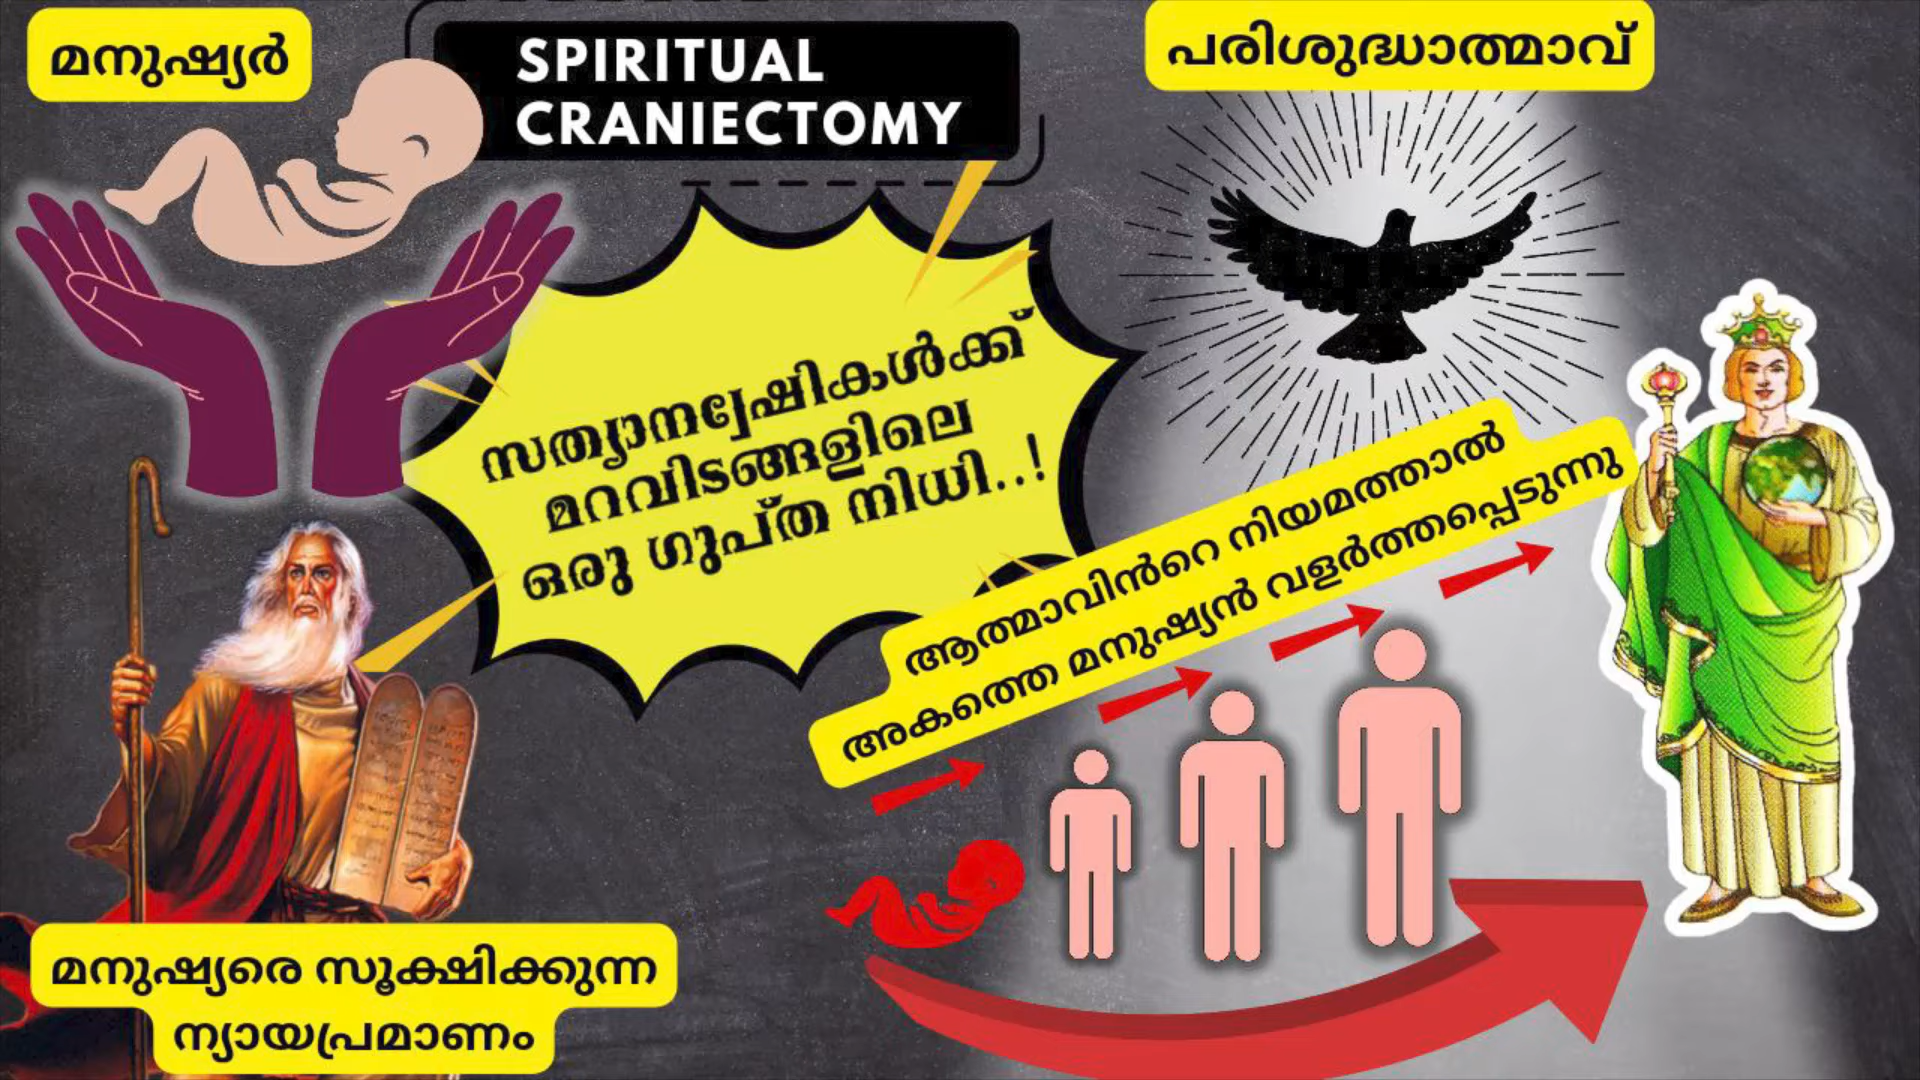 മനുഷ്യർ
SPIRITUAL
CRANIECTOMY
പരിശുദ്ധാത്മാവ്
സത്യാന്വേഷികൾക്ക്
മറവിടങ്ങളിലെ
ഒരു ഗുപ്ത നിധി..!
ആത്മാവിൻറെ നിയമത്താൽ
അകത്തെ മനുഷ്യൻ വളർത്തപ്പെടുന്നു
മനുഷ്യരെ സൂക്ഷിക്കുന്ന
ന്യായപ്രമാണം